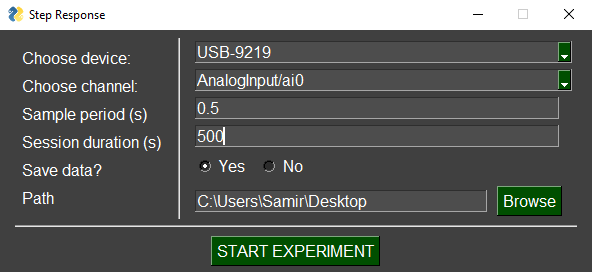 Step Response
Choose device: USB-9219
Choose channel: AnalogInput/ai0
Sample period (s) 0.5
Session duration (s) 500
Save data? Yes No
Path C:\Users\Samir\Desktop Browse
START EXPERIMENT